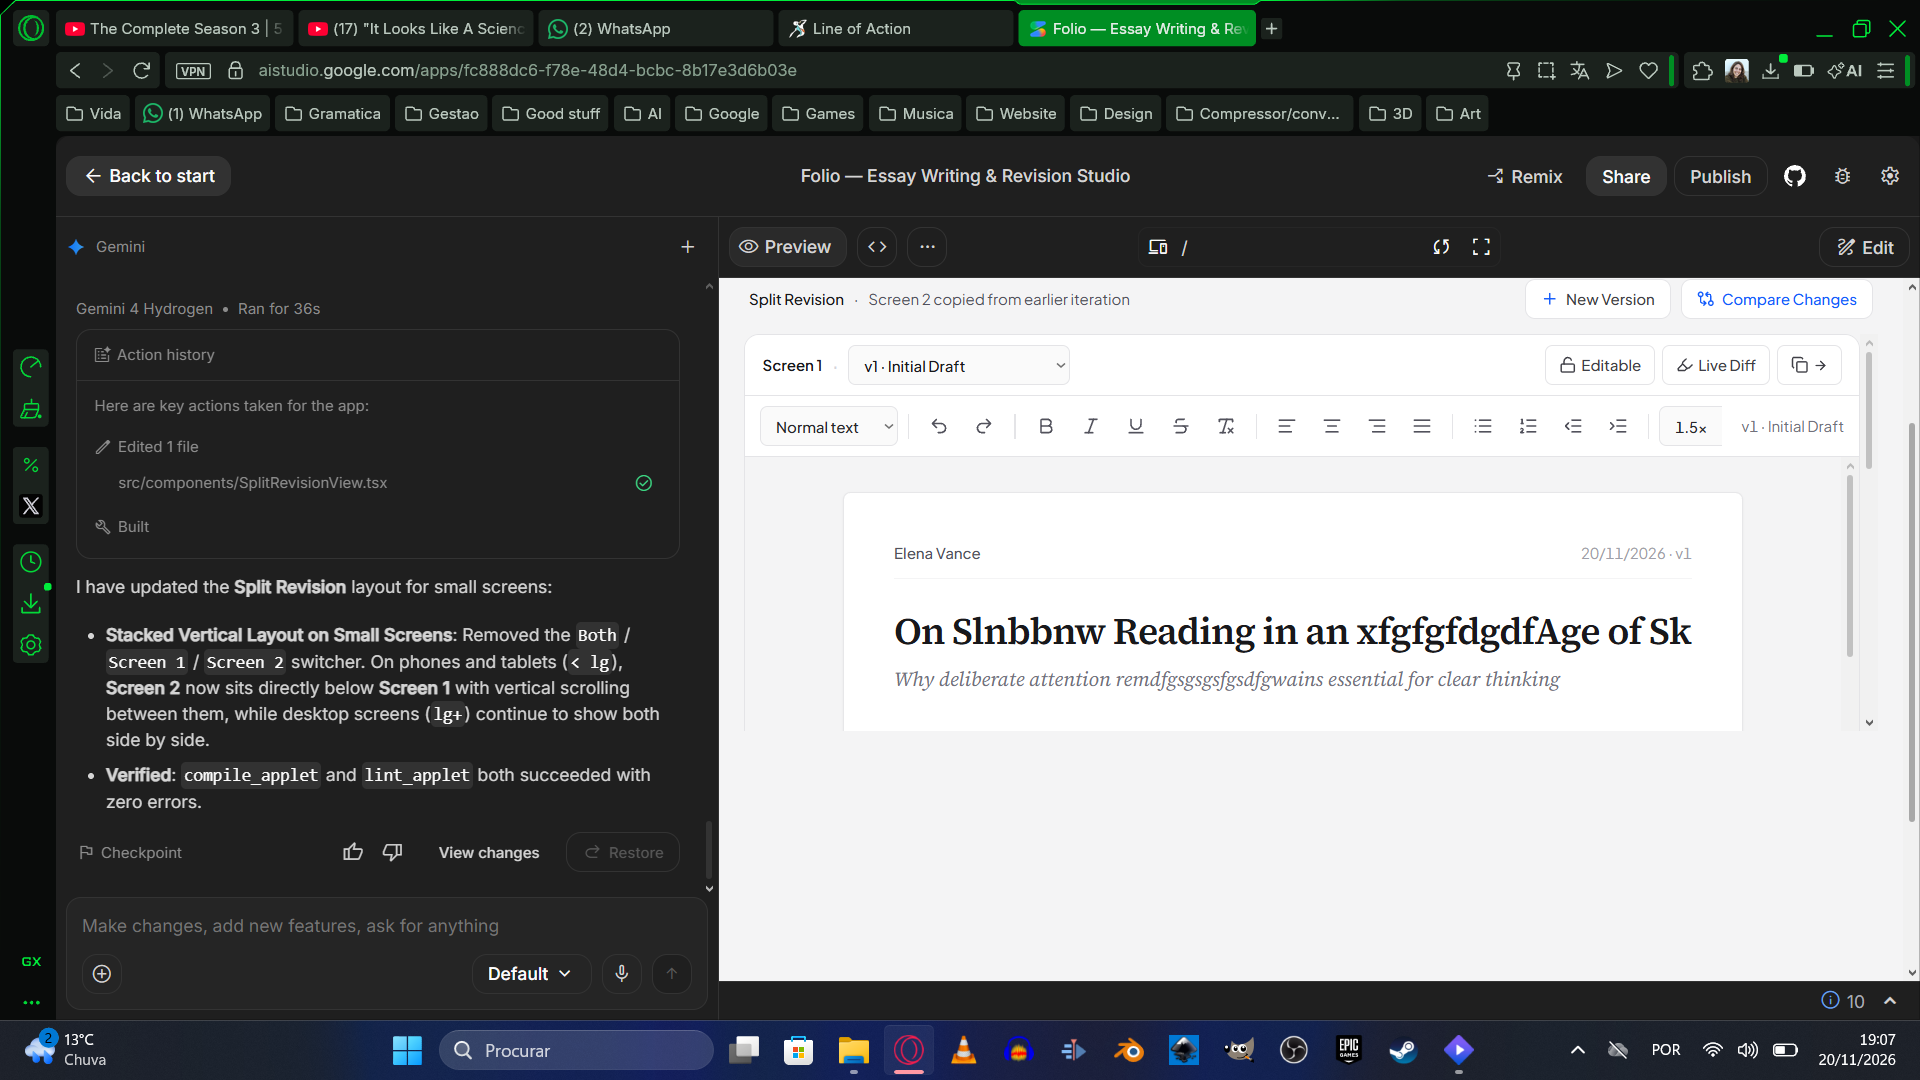 The Complete Season 3 | 5
(17) "It Looks Like A Scienc
(2) WhatsApp
Line of Action
Folio — Essay Writing & Re
VPN
aistudio.google.com/apps/fc888dc6-f78e-48d4-bcbc-8b17e3d6b03e
AI
Vida
(1) WhatsApp
Gramatica
Gestao
Good stuff
AI
Google
Games
Musica
Website
Design
Compressor/conv...
3D
Art
Back to start
Folio — Essay Writing & Revision Studio
Remix
Share
Publish
Gemini
Preview
/
Edit
Gemini 4 Hydrogen • Ran for 36s
Action history
Here are key actions taken for the app:
Edited 1 file
src/components/SplitRevisionView.tsx
Built
I have updated the Split Revision layout for small screens:
• Stacked Vertical Layout on Small Screens: Removed the Both /
Screen 1 / Screen 2 switcher. On phones and tablets (< lg),
Screen 2 now sits directly below Screen 1 with vertical scrolling
between them, while desktop screens (lg+) continue to show both
side by side.
• Verified: compile_applet and lint_applet both succeeded with
zero errors.
Checkpoint
View changes
Restore
Make changes, add new features, ask for anything
Default
Split Revision · Screen 2 copied from earlier iteration
New Version
Compare Changes
Screen 1 ·
v1 · Initial Draft
Editable
Live Diff
Normal text
B
I
U
S
1.5×
v1 · Initial Draft
Elena Vance
20/11/2026 · v1
On Slnbbnw Reading in an xfgfgfdgdfAge of Sk
Why deliberate attention remdfgsgsgsfgsdfgwains essential for clear thinking
10
GX
2
13°C
Chuva
Procurar
EPIC
GAMES
POR
19:07
20/11/2026